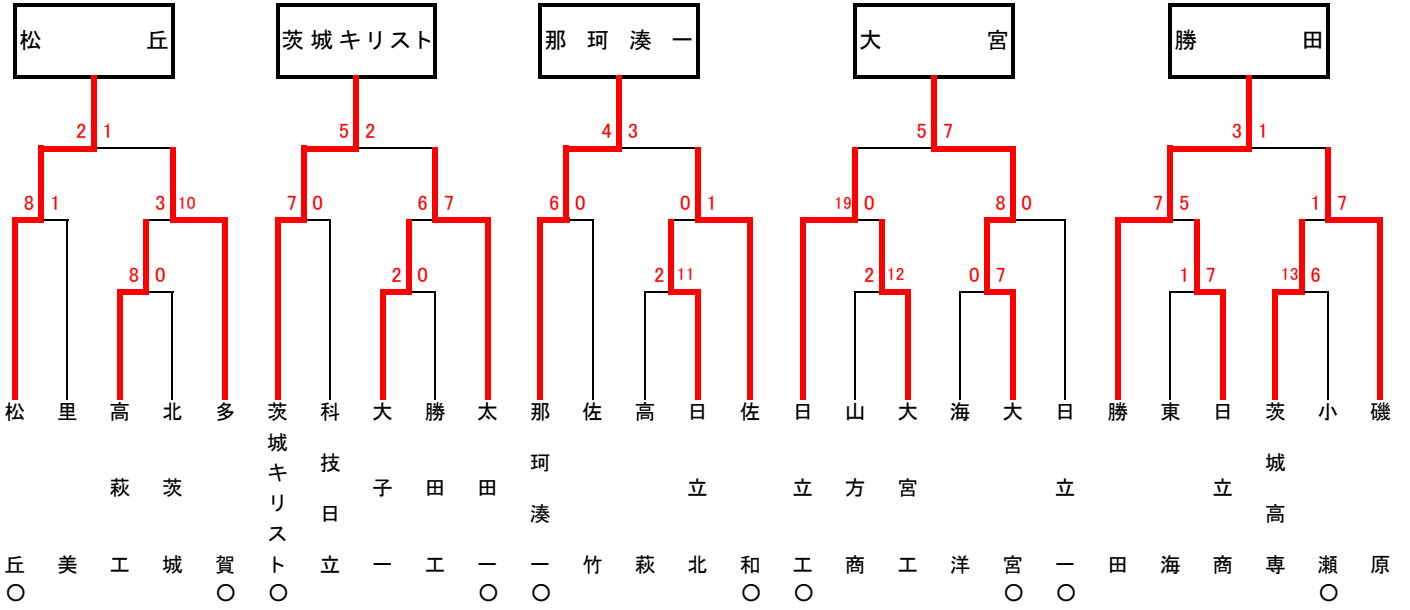 松丘 茨城キリスト 那珂湊一 大宮 勝田
2 1 5 2 4 3 5 7 3 1
8 1 3 10 7 0 6 7 6 0 0 1 19 0 8 0 7 5 1 7
8 0 2 0 2 11 2 12 0 7 1 7 13 6
松丘○
里美
高萩工
北茨城
多賀○
茨城キリスト○
科技日立
大子一
勝田工
太田一○
那珂湊一○
佐竹
高萩
日立北
佐和○
日立工○
山方商
大宮工
海洋
大宮○
日立一○
勝田
東海
日立商
茨城高専
小瀬○
磯原